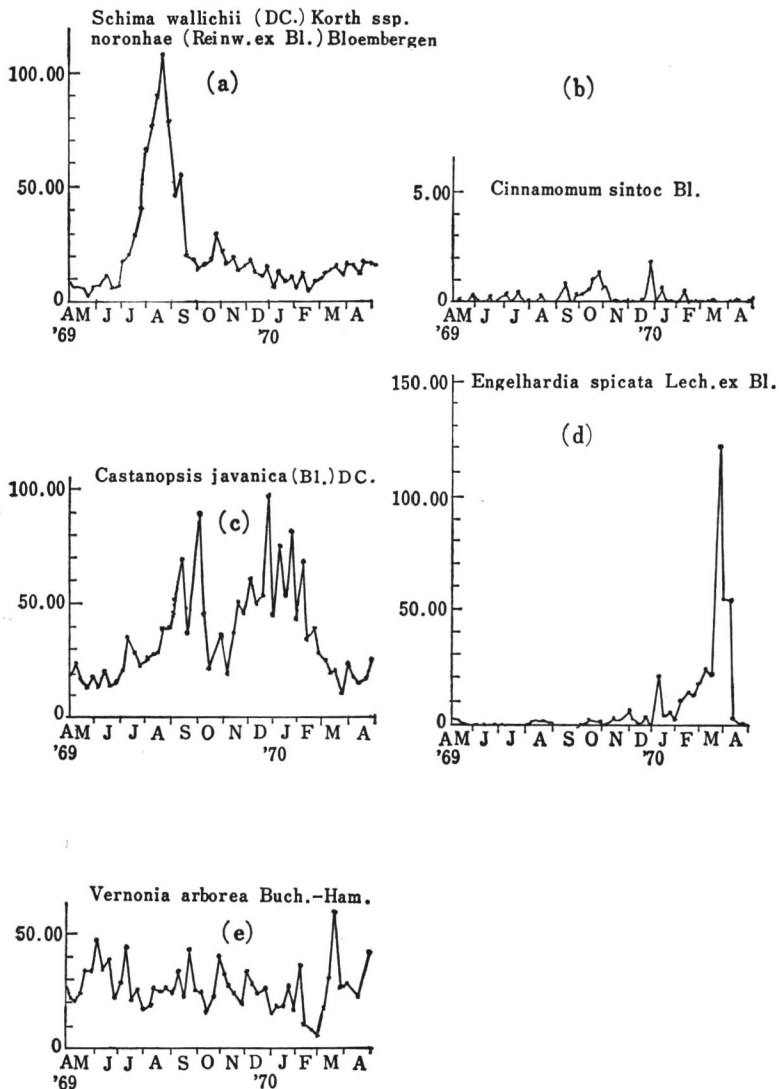 Schima wallichii (DC.) Korth ssp.
noronhae (Reinw. ex Bl.) Bloembergen
(a)
100.00
50.00
0
AM J J A S O N D J F M A
'69 '70
(b)
Cinnamomum sintoc Bl.
5.00
0
AM J J A S O N D J F M A
'69 '70
Castanopsis javanica (Bl.) DC.
(c)
100.00
50.00
0
AM J J A S O N D J F M A
'69 '70
150.00
Engelhardia spicata Lech. ex Bl.
(d)
100.00
50.00
0
AM J J A S O N D J F M A
'69 '70
Vernonia arborea Buch.-Ham.
(e)
50.00
0
AM J J A S O N D J F M A
'69 '70